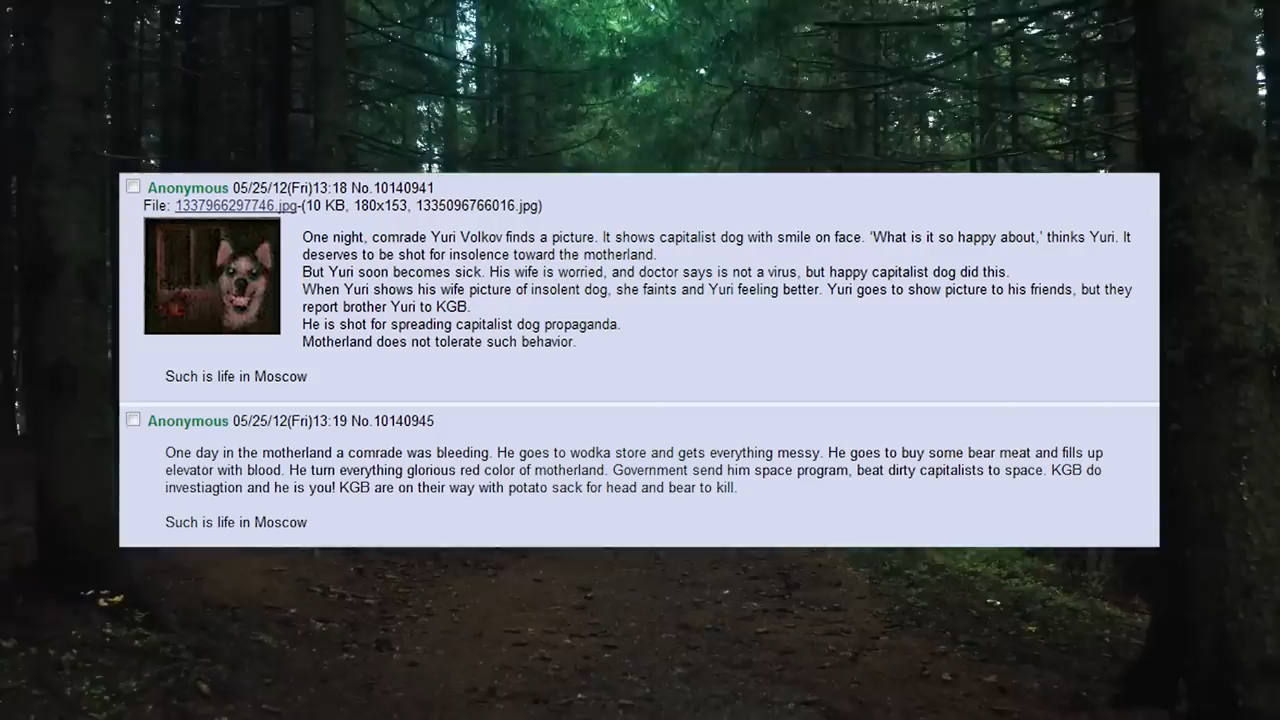 Anonymous 05/25/12(Fri)13:18 No.10140941
File: 1337966297746.jpg-(10 KB, 180x153, 1335096766016.jpg)
One night, comrade Yuri Volkov finds a picture. It shows capitalist dog with smile on face. 'What is it so happy about,' thinks Yuri. It
deserves to be shot for insolence toward the motherland.
But Yuri soon becomes sick. His wife is worried, and doctor says is not a virus, but happy capitalist dog did this.
When Yuri shows his wife picture of insolent dog, she faints and Yuri feeling better. Yuri goes to show picture to his friends, but they
report brother Yuri to KGB.
He is shot for spreading capitalist dog propaganda.
Motherland does not tolerate such behavior.
Such is life in Moscow
Anonymous 05/25/12(Fri)13:19 No.10140945
One day in the motherland a comrade was bleeding. He goes to wodka store and gets everything messy. He goes to buy some bear meat and fills up
elevator with blood. He turn everything glorious red color of motherland. Government send him space program, beat dirty capitalists to space. KGB do
investiagtion and he is you! KGB are on their way with potato sack for head and bear to kill.
Such is life in Moscow